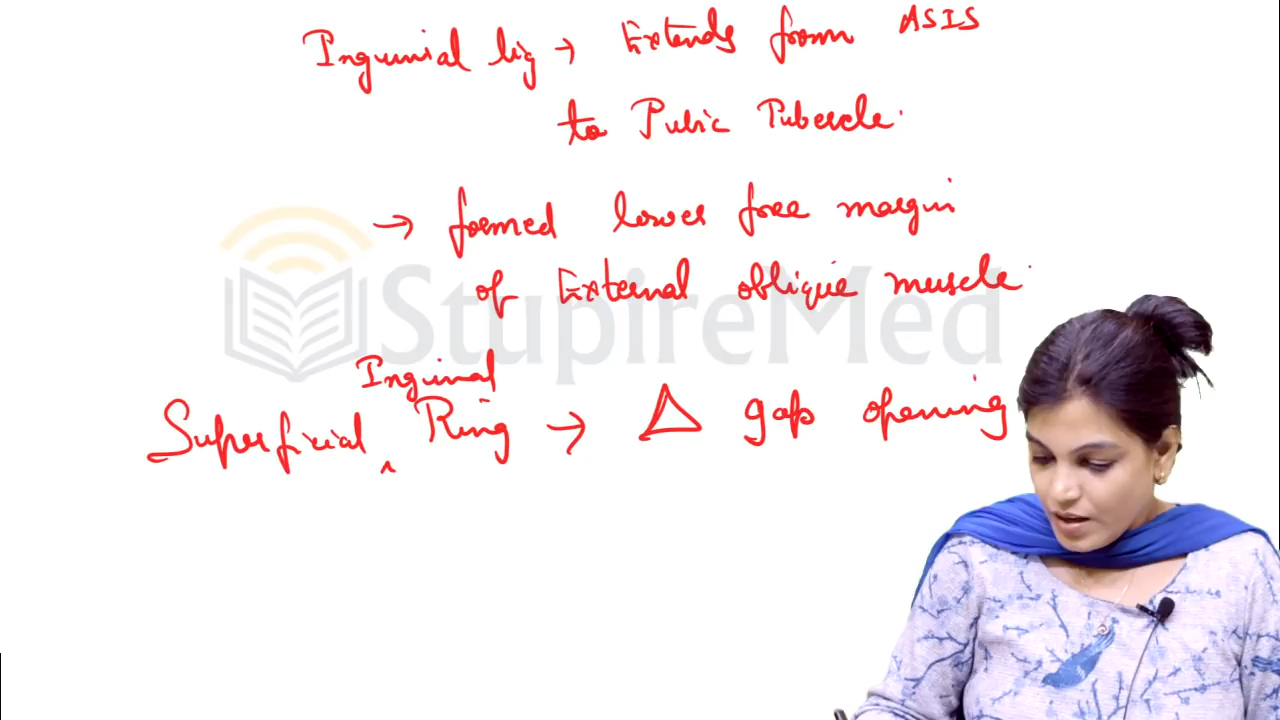 Inguinial lig → Extends from ASIS
to Pubic Tubercle.
→ formed lower free margin
of External oblique muscle.
StupireMed
Inguinal
Superficial ^ Ring → △ gap opening